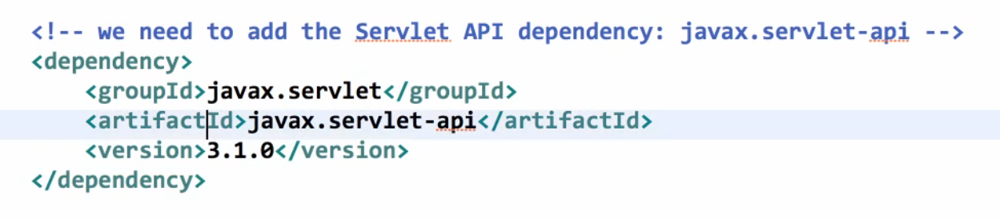 <!-- we need to add the Servlet API dependency: javax.servlet-api -->
<dependency>
    <groupId>javax.servlet</groupId>
    <artifactId>javax.servlet-api</artifactId>
    <version>3.1.0</version>
</dependency>